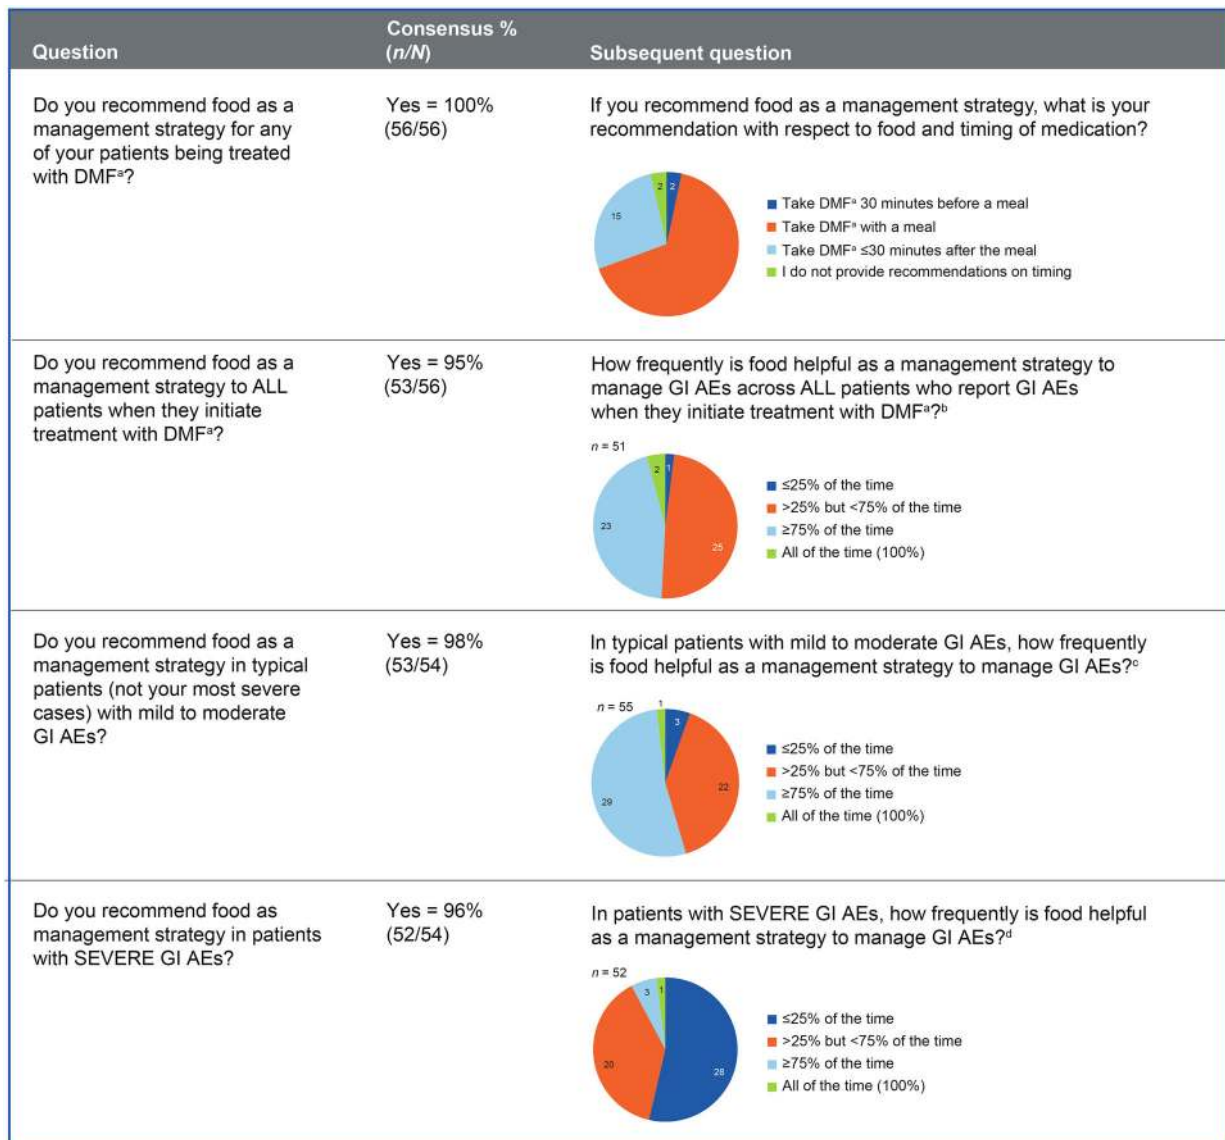 Question
Consensus %
(n/N)
Subsequent question
Do you recommend food as a
management strategy for any
of your patients being treated
with DMFᵃ?
Yes = 100%
(56/56)
If you recommend food as a management strategy, what is your
recommendation with respect to food and timing of medication?
2
2
15
Take DMFᵃ 30 minutes before a meal
Take DMFᵃ with a meal
Take DMFᵃ ≤30 minutes after the meal
I do not provide recommendations on timing
Do you recommend food as a
management strategy to ALL
patients when they initiate
treatment with DMFᵃ?
Yes = 95%
(53/56)
How frequently is food helpful as a management strategy to
manage GI AEs across ALL patients who report GI AEs
when they initiate treatment with DMFᵃ?ᵇ
n = 51
2
1
23
25
≤25% of the time
>25% but <75% of the time
≥75% of the time
All of the time (100%)
Do you recommend food as a
management strategy in typical
patients (not your most severe
cases) with mild to moderate
GI AEs?
Yes = 98%
(53/54)
In typical patients with mild to moderate GI AEs, how frequently
is food helpful as a management strategy to manage GI AEs?ᶜ
n = 55
1
3
22
29
≤25% of the time
>25% but <75% of the time
≥75% of the time
All of the time (100%)
Do you recommend food as
management strategy in patients
with SEVERE GI AEs?
Yes = 96%
(52/54)
In patients with SEVERE GI AEs, how frequently is food helpful
as a management strategy to manage GI AEs?ᵈ
n = 52
3
1
20
28
≤25% of the time
>25% but <75% of the time
≥75% of the time
All of the time (100%)